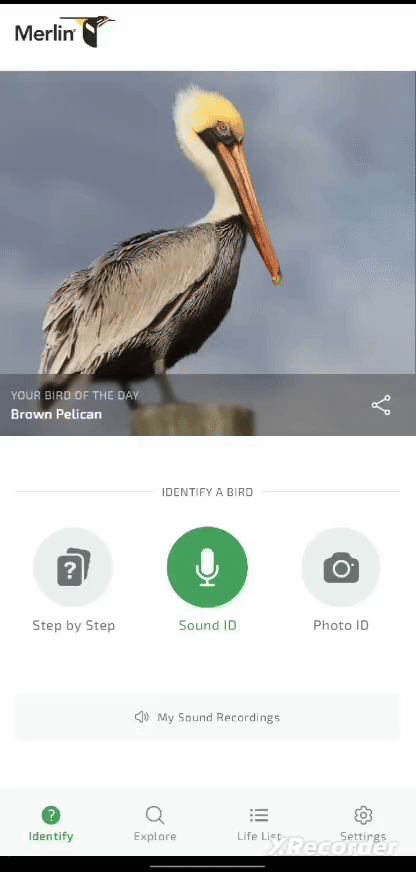 Merlin
YOUR BIRD OF THE DAY
Brown Pelican
IDENTIFY A BIRD
?
Step by Step
Sound ID
Photo ID
My Sound Recordings
?
Identify
Explore
Life List
Settings
XRecorder